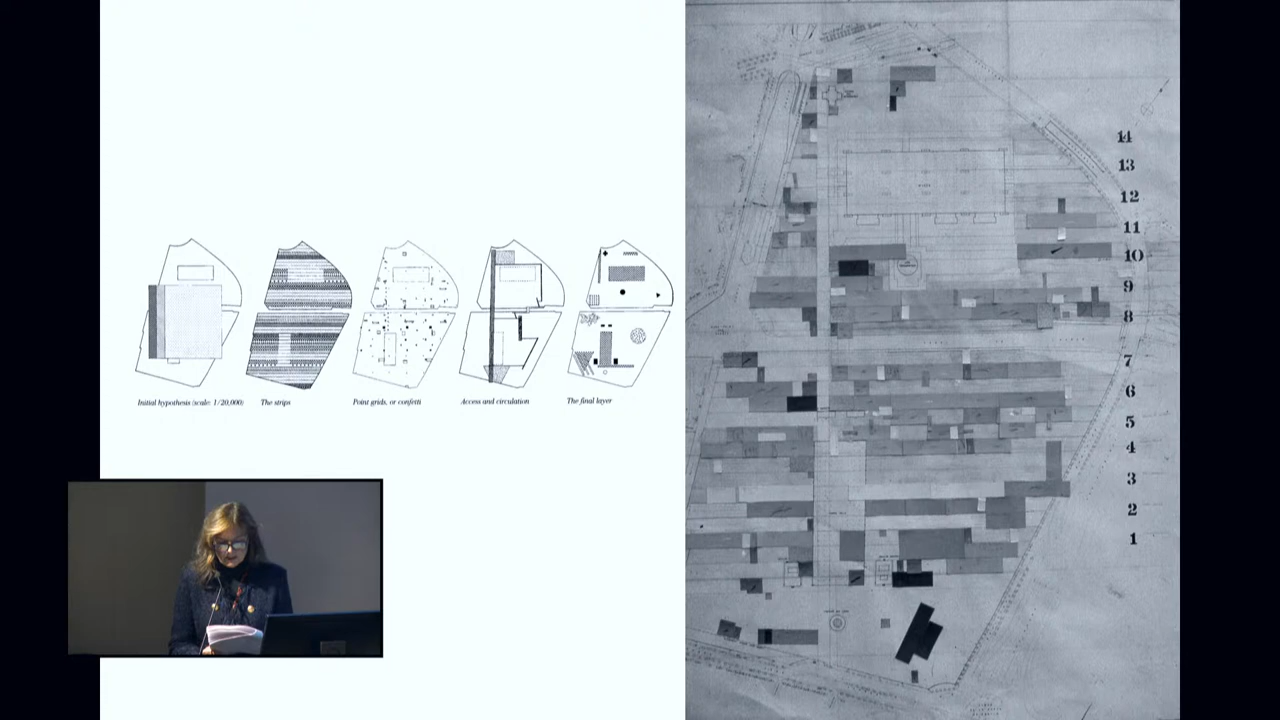 Initial hypothesis (scale: 1/20,000)
The strips
Point grids, or confetti
Access and circulation
The final layer
14
13
12
11
10
9
8
7
6
5
4
3
2
1